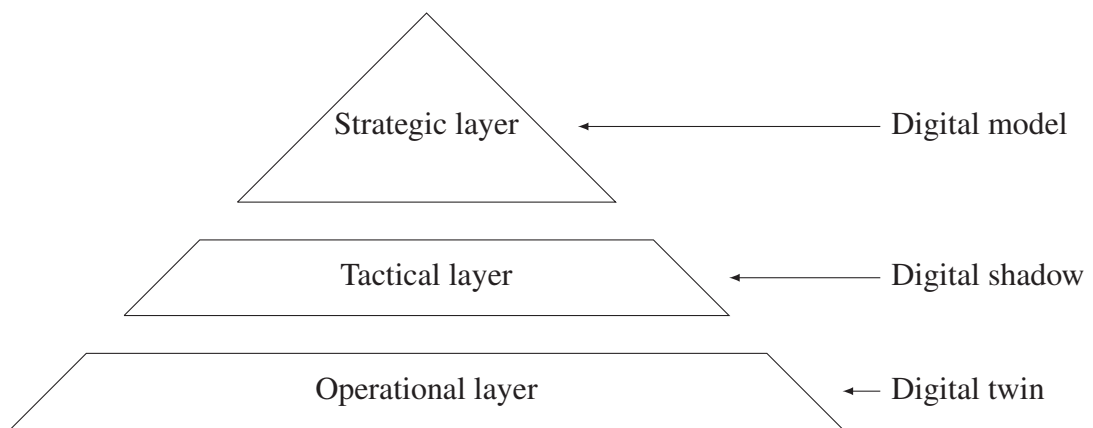 Strategic layer
Digital model
Tactical layer
Digital shadow
Operational layer
Digital twin